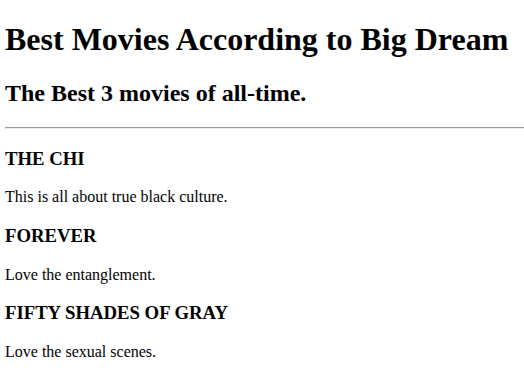 Best Movies According to Big Dream
The Best 3 movies of all-time.
THE CHI
This is all about true black culture.
FOREVER
Love the entanglement.
FIFTY SHADES OF GRAY
Love the sexual scenes.